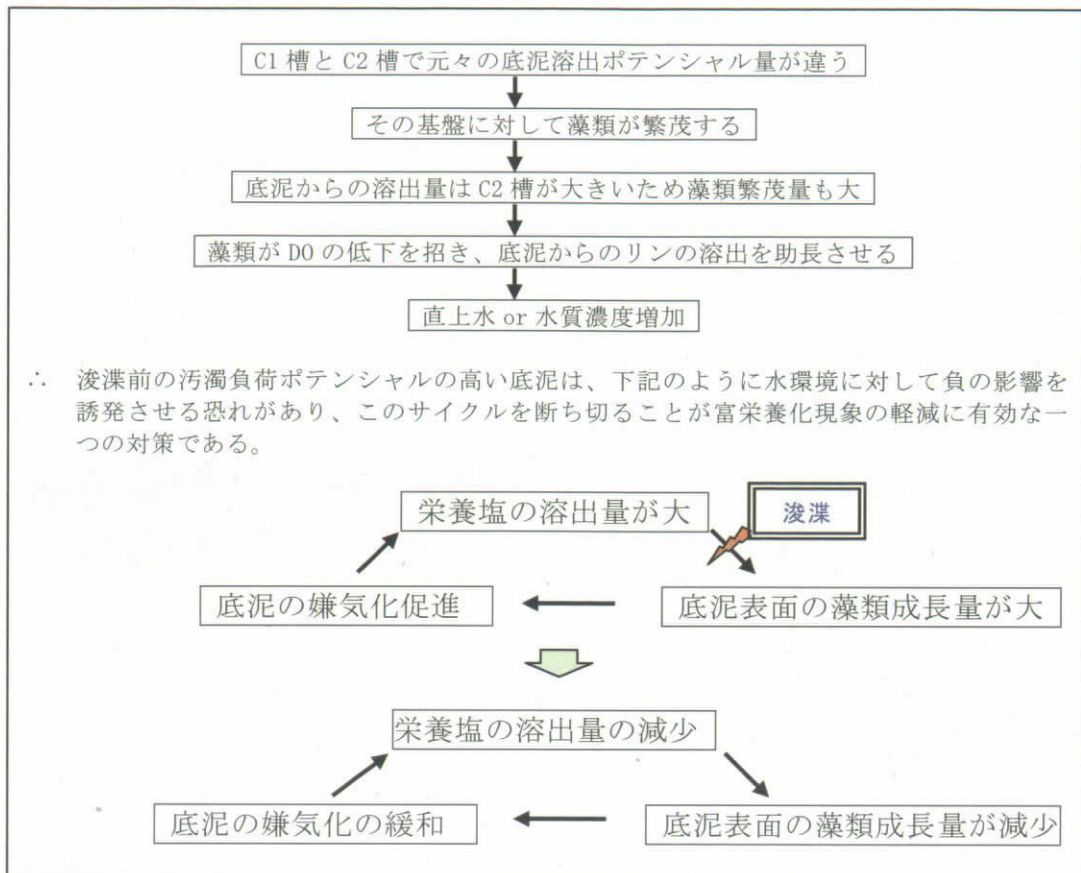 C1 槽と C2 槽で元々の底泥溶出ポテンシャル量が違う
その基盤に対して藻類が繁茂する
底泥からの溶出量は C2 槽が大きいため藻類繁茂量も大
藻類が DO の低下を招き、底泥からのリンの溶出を助長させる
直上水 or 水質濃度増加
∴ 浚渫前の汚濁負荷ポテンシャルの高い底泥は、下記のように水環境に対して負の影響を
誘発させる恐れがあり、このサイクルを断ち切ることが富栄養化現象の軽減に有効な一
つの対策である。
栄養塩の溶出量が大
浚渫
底泥の嫌気化促進
底泥表面の藻類成長量が大
栄養塩の溶出量の減少
底泥の嫌気化の緩和
底泥表面の藻類成長量が減少